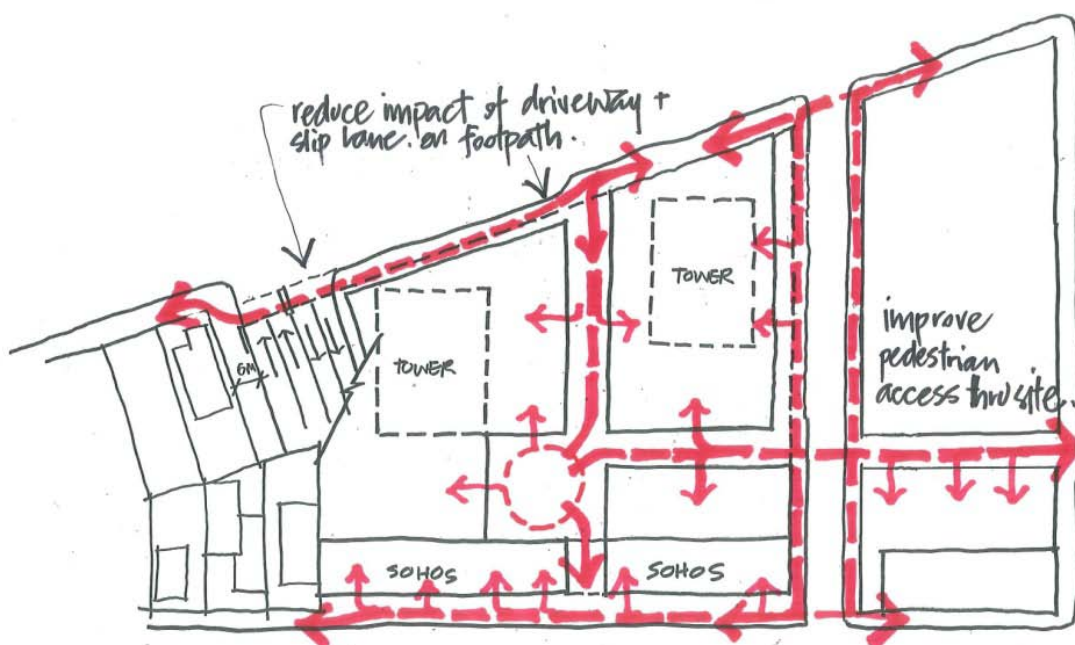 reduce impact of driveway +
slip lane. on footpath.
TOWER
improve
pedestrian
access thru site.
6M
TOWER
SOHOS
SOHOS